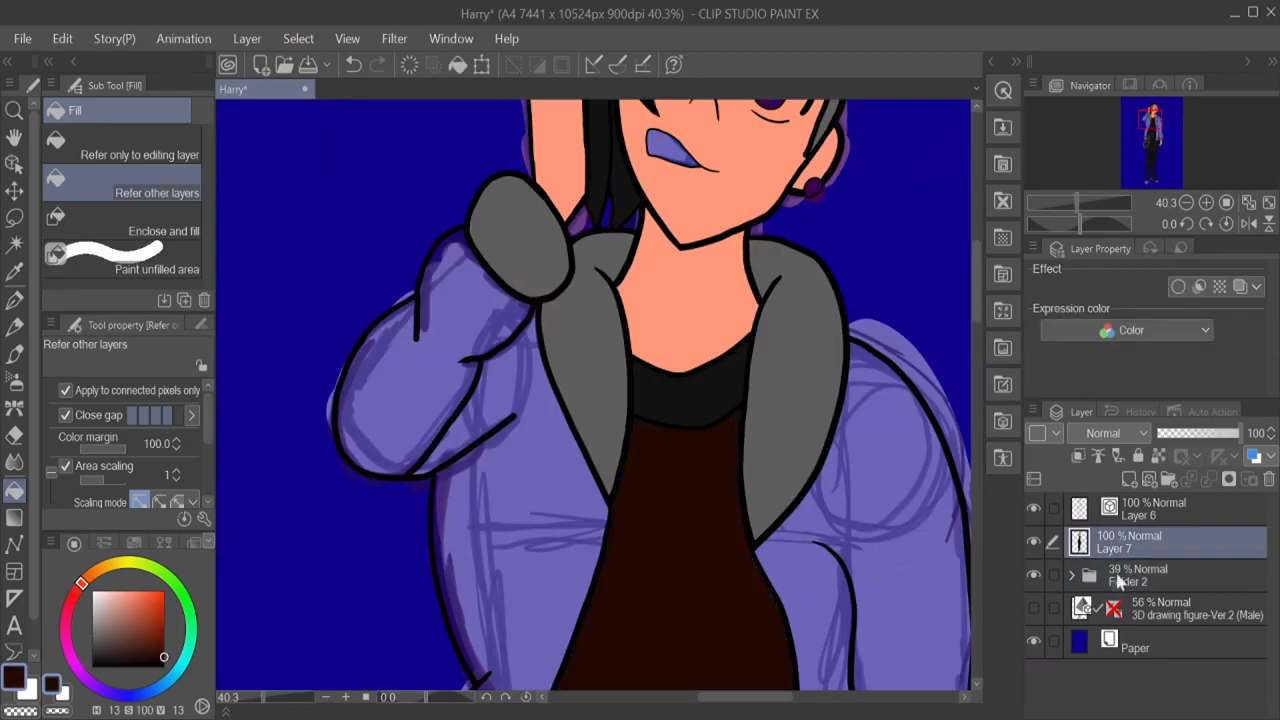 Harry* (A4 7441 x 10524px 900dpi 40.3%) - CLIP STUDIO PAINT EX
File Edit Story(P) Animation Layer Select View Filter Window Help
Sub Tool [Fill]
Harry*
Navigator
Fill
Refer only to editing layer
Refer other layers
Enclose and fill
Paint unfilled area
40.3
0.0
Layer Property
Effect
Expression color
Color
Tool property [Refer o
Refer other layers
Apply to connected pixels only
Close gap
Color margin 100.0
Area scaling 1
Scaling mode
Layer History Auto Action
Normal 100
100 % Normal
Layer 6
100 % Normal
Layer 7
39 % Normal
56 % Normal
3D drawing figure-Ver.2 (Male)
Paper
40.3 0.0
H 13 S 100 V 13